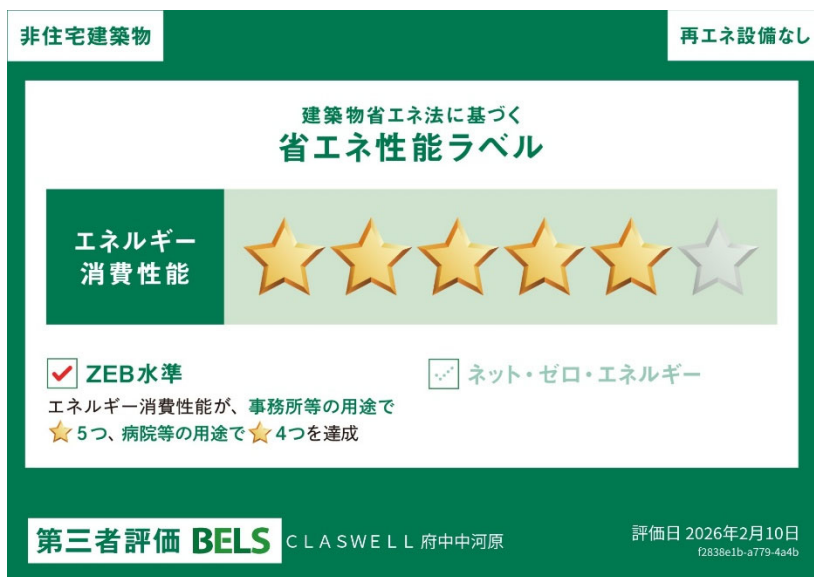 非住宅建築物
再エネ設備なし
建築物省エネ法に基づく
省エネ性能ラベル
エネルギー
消費性能
ZEB水準
ネット・ゼロ・エネルギー
エネルギー消費性能が、事務所等の用途で
5つ、病院等の用途で 4つを達成
第三者評価 BELS CLASWELL 府中中河原
評価日 2026年2月10日
f2838e1b-a779-4a4b